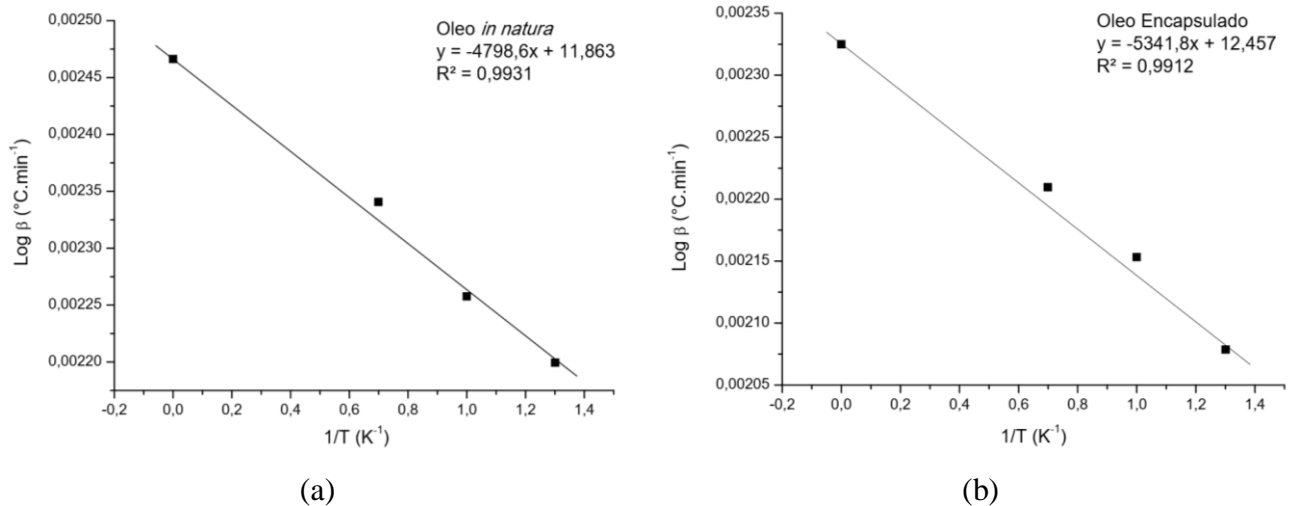 Oleo in natura
y = -4798,6x + 11,863
R² = 0,9931
Log β (°C.min⁻¹)
0,00250
0,00245
0,00240
0,00235
0,00230
0,00225
0,00220
-0,2 0,0 0,2 0,4 0,6 0,8 1,0 1,2 1,4
1/T (K⁻¹)
(a)
Oleo Encapsulado
y = -5341,8x + 12,457
R² = 0,9912
Log β (°C.min⁻¹)
0,00235
0,00230
0,00225
0,00220
0,00215
0,00210
0,00205
-0,2 0,0 0,2 0,4 0,6 0,8 1,0 1,2 1,4
1/T (K⁻¹)
(b)